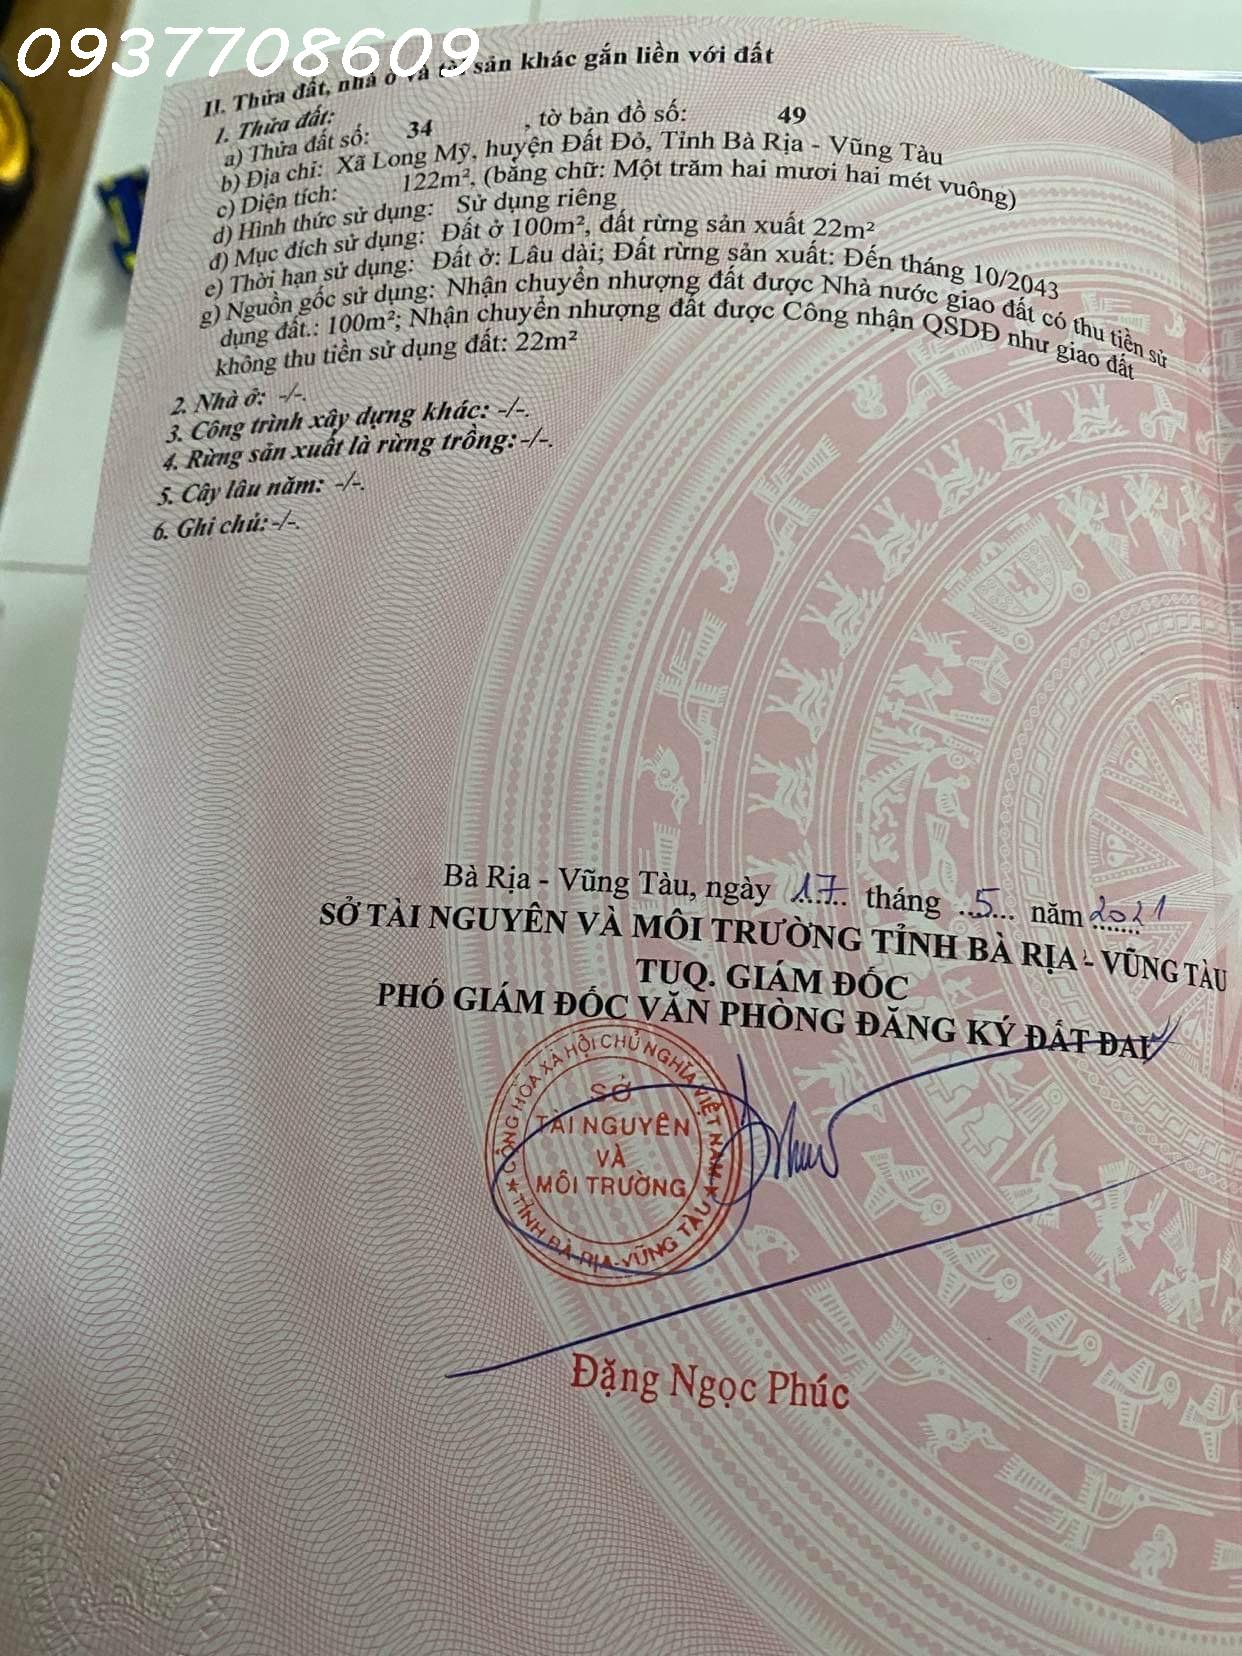 0937708609
II. Thửa đất, nhà ở và tài sản khác gắn liền với đất
1. Thửa đất:
a) Thửa đất số: 34 , tờ bản đồ số: 49
b) Địa chỉ: Xã Long Mỹ, huyện Đất Đỏ, Tỉnh Bà Rịa - Vũng Tàu
c) Diện tích: 122m², (bằng chữ: Một trăm hai mươi hai mét vuông)
d) Hình thức sử dụng: Sử dụng riêng
đ) Mục đích sử dụng: Đất ở 100m², đất rừng sản xuất 22m²
e) Thời hạn sử dụng: Đất ở: Lâu dài; Đất rừng sản xuất: Đến tháng 10/2043
g) Nguồn gốc sử dụng: Nhận chuyển nhượng đất được Nhà nước giao đất có thu tiền sử
dụng đất.: 100m²; Nhận chuyển nhượng đất được Công nhận QSDĐ như giao đất
không thu tiền sử dụng đất: 22m²
2. Nhà ở: -/-.
3. Công trình xây dựng khác: -/-.
4. Rừng sản xuất là rừng trồng: -/-.
5. Cây lâu năm: -/-.
6. Ghi chú: -/-.
Bà Rịa - Vũng Tàu, ngày 17 tháng 5 năm 2021
SỞ TÀI NGUYÊN VÀ MÔI TRƯỜNG TỈNH BÀ RỊA - VŨNG TÀU
TUQ. GIÁM ĐỐC
PHÓ GIÁM ĐỐC VĂN PHÒNG ĐĂNG KÝ ĐẤT ĐAI
CỘNG HÒA XÃ HỘI CHỦ NGHĨA VIỆT NAM
SỞ
TÀI NGUYÊN
VÀ
MÔI TRƯỜNG
★ TỈNH BÀ RỊA-VŨNG TÀU ★
Đặng Ngọc Phúc